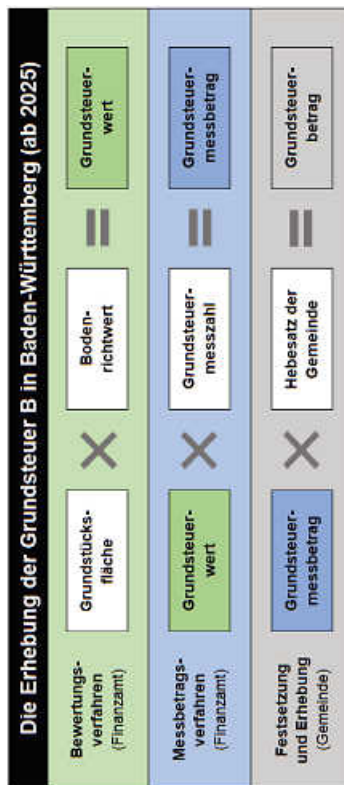 Die Erhebung der Grundsteuer B in Baden-Württemberg (ab 2025)
Bewertungs-
verfahren
(Finanzamt)
Grundstücks-
fläche
×
Boden-
richtwert
=
Grundsteuer-
wert
Messbetrags-
verfahren
(Finanzamt)
Grundsteuer-
wert
×
Grundsteuer-
messzahl
=
Grundsteuer-
messbetrag
Festsetzung
und Erhebung
(Gemeinde)
Grundsteuer-
messbetrag
×
Hebesatz der
Gemeinde
=
Grundsteuer-
betrag